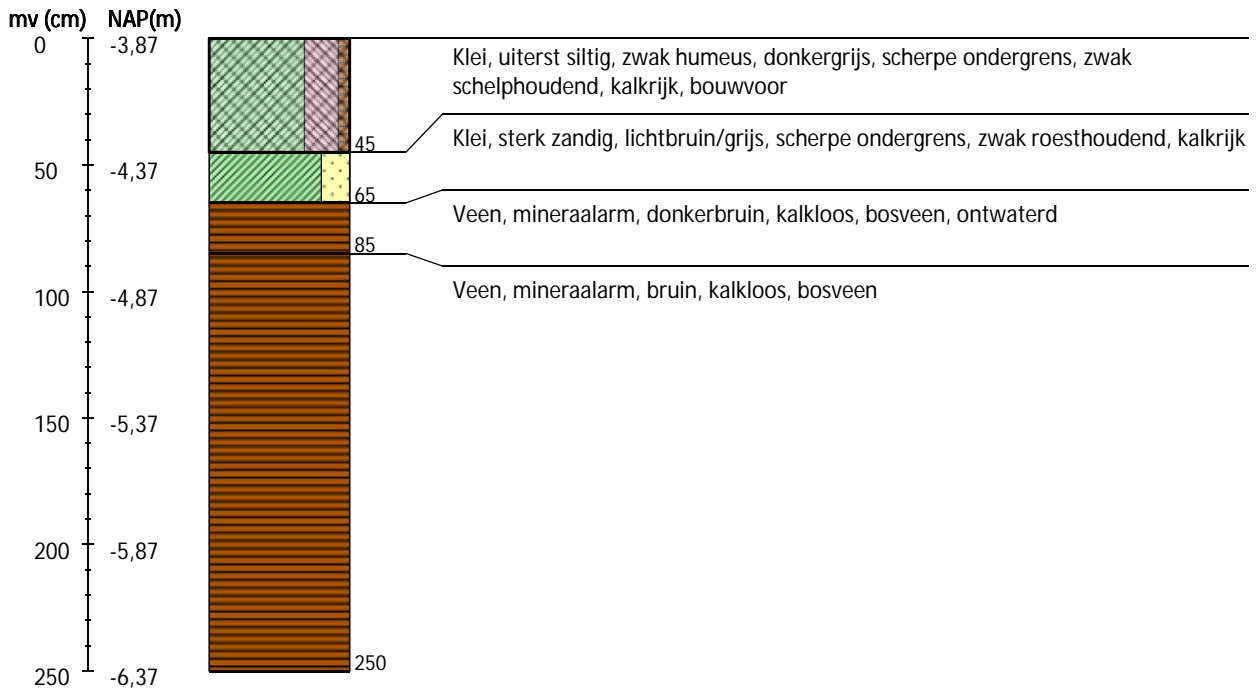 mv (cm) NAP(m)
0 -3,87
Klei, uiterst siltig, zwak humeus, donkergrijs, scherpe ondergrens, zwak
schelphoudend, kalkrijk, bouwvoor
45
Klei, sterk zandig, lichtbruin/grijs, scherpe ondergrens, zwak roesthoudend, kalkrijk
50 -4,37
65
Veen, mineraalarm, donkerbruin, kalkloos, bosveen, ontwaterd
85
Veen, mineraalarm, bruin, kalkloos, bosveen
100 -4,87
150 -5,37
200 -5,87
250
250 -6,37